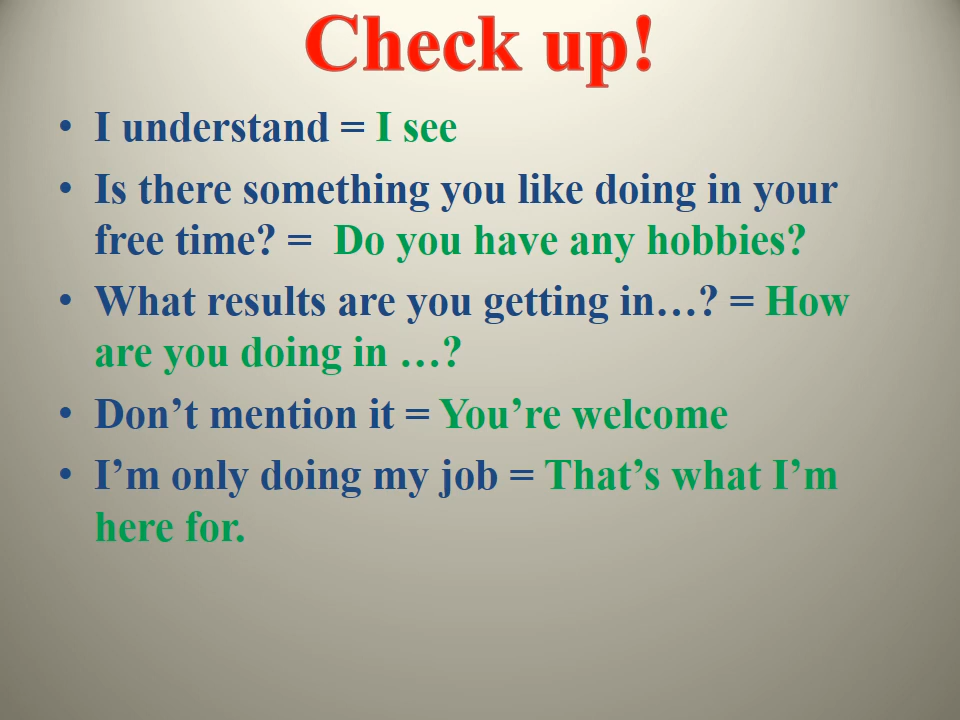 Check up!
• I understand = I see
• Is there something you like doing in your
free time? = Do you have any hobbies?
• What results are you getting in…? = How
are you doing in …?
• Don’t mention it = You’re welcome
• I’m only doing my job = That’s what I’m
here for.